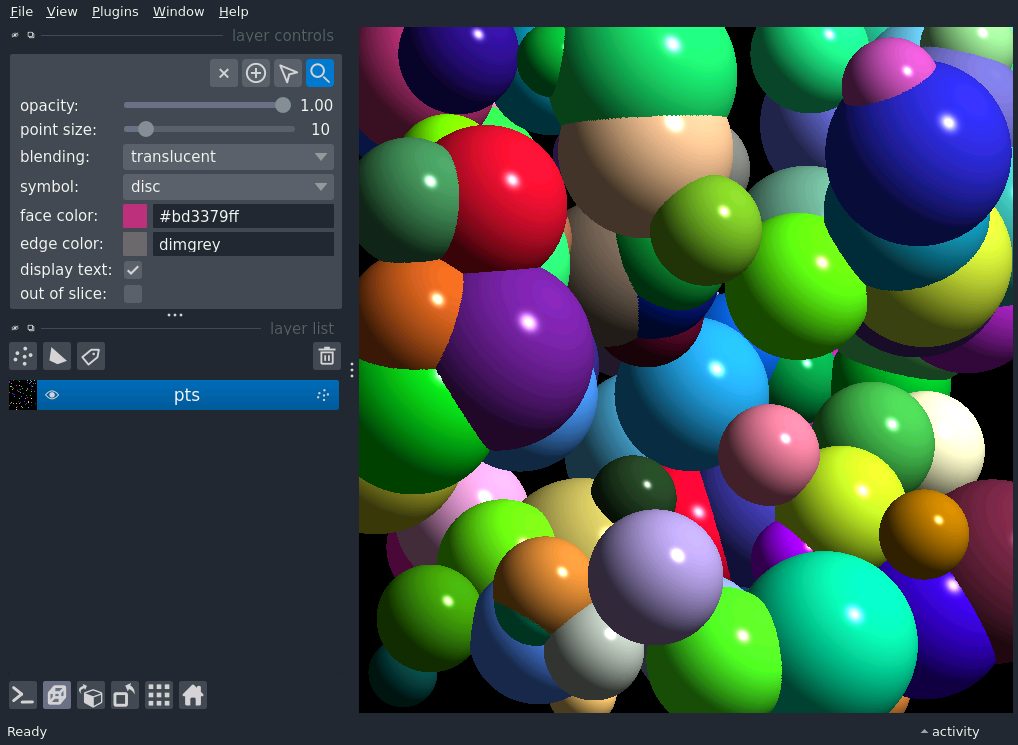 File View Plugins Window Help
layer controls
opacity: 1.00
point size: 10
blending: translucent
symbol: disc
face color: #bd3379ff
edge color: dimgrey
display text:
out of slice:
layer list
pts
Ready activity